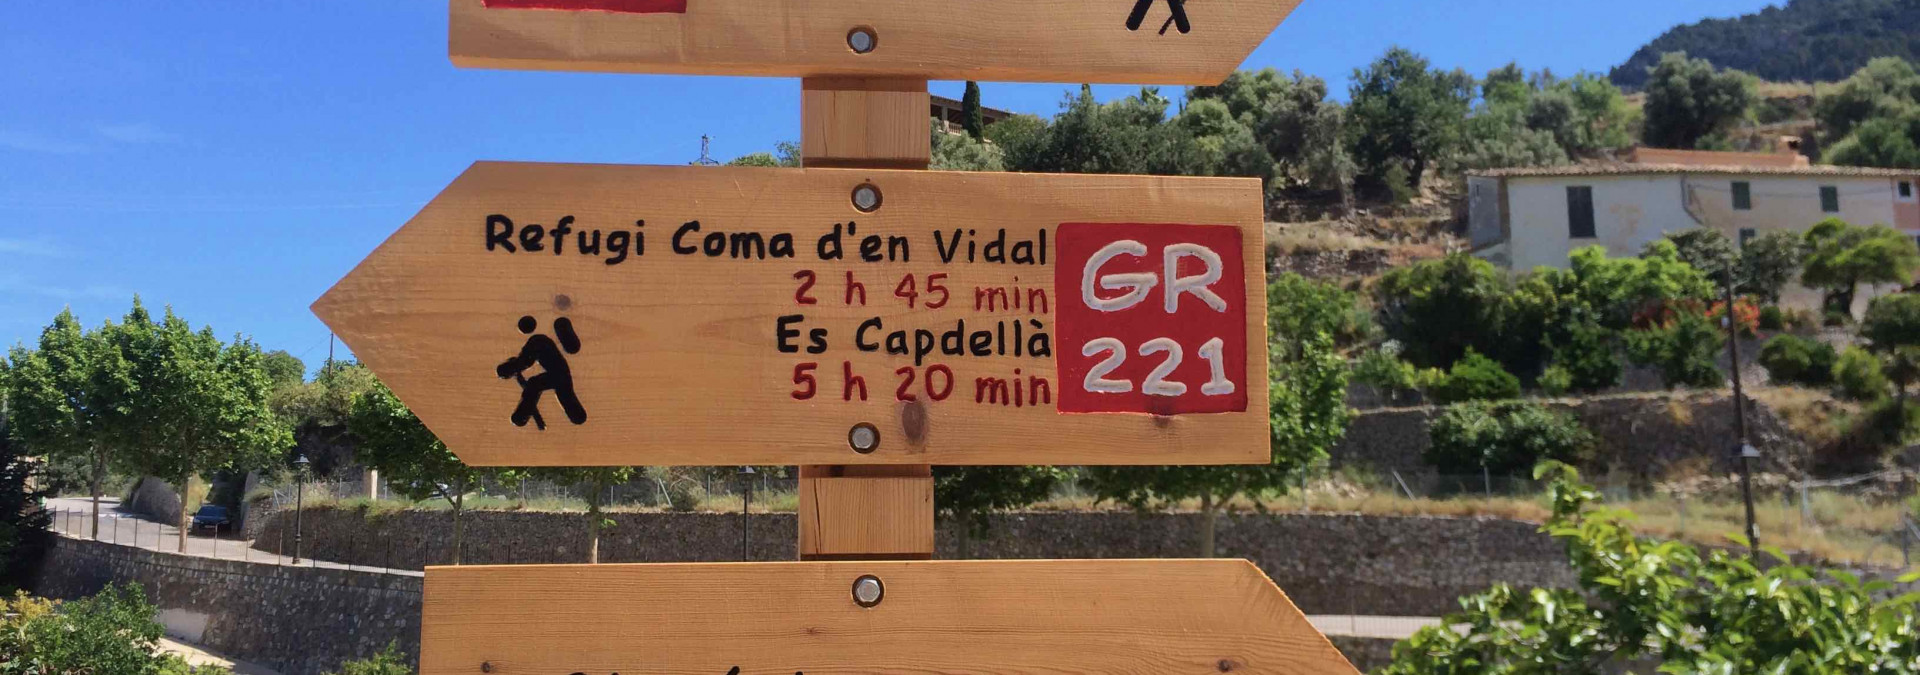 Refugi Coma d'en Vidal
2 h 45 min
Es Capdellà
5 h 20 min
GR
221